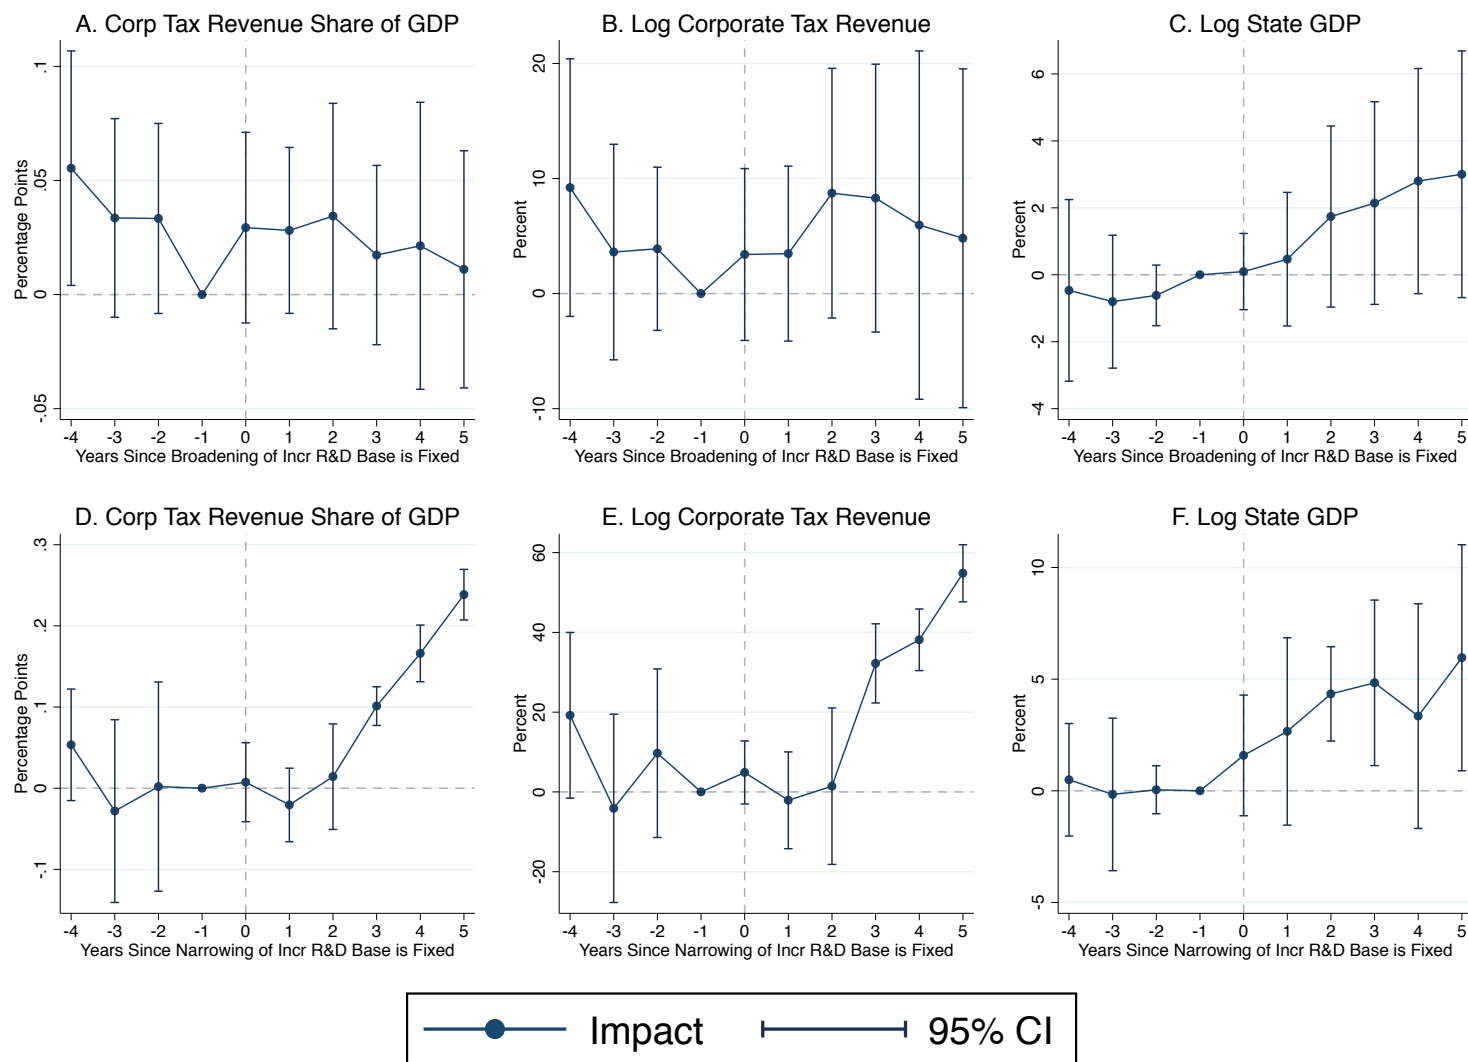 A. Corp Tax Revenue Share of GDP
Percentage Points
.1
.05
0
-.05
-4 -3 -2 -1 0 1 2 3 4 5
Years Since Broadening of Incr R&D Base is Fixed
B. Log Corporate Tax Revenue
Percent
20
10
0
-10
-4 -3 -2 -1 0 1 2 3 4 5
Years Since Broadening of Incr R&D Base is Fixed
C. Log State GDP
Percent
6
4
2
0
-2
-4
-4 -3 -2 -1 0 1 2 3 4 5
Years Since Broadening of Incr R&D Base is Fixed
D. Corp Tax Revenue Share of GDP
Percentage Points
.3
.2
.1
0
-.1
-4 -3 -2 -1 0 1 2 3 4 5
Years Since Narrowing of Incr R&D Base is Fixed
E. Log Corporate Tax Revenue
Percent
60
40
20
0
-20
-4 -3 -2 -1 0 1 2 3 4 5
Years Since Narrowing of Incr R&D Base is Fixed
F. Log State GDP
Percent
10
5
0
-5
-4 -3 -2 -1 0 1 2 3 4 5
Years Since Narrowing of Incr R&D Base is Fixed
Impact 95% CI